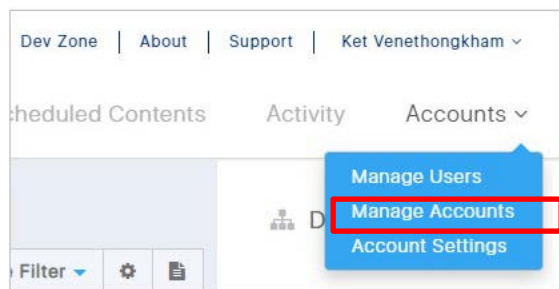 Dev Zone | About | Support | Ket Venethongkham
cheduled Contents Activity Accounts
Manage Users
D
Manage Accounts
Account Settings
Filter